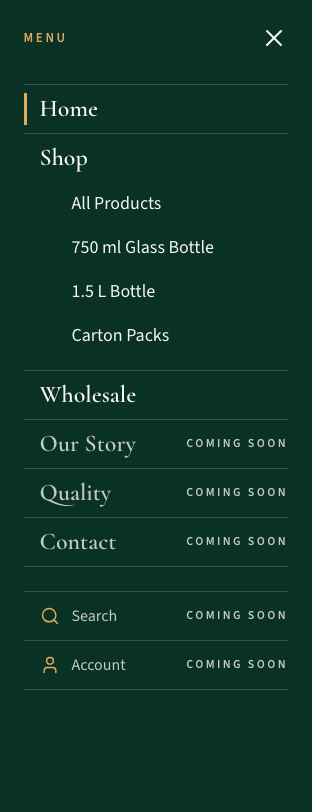 MENU
Home
Shop
All Products
750 ml Glass Bottle
1.5 L Bottle
Carton Packs
Wholesale
Our Story COMING SOON
Quality COMING SOON
Contact COMING SOON
Search COMING SOON
Account COMING SOON